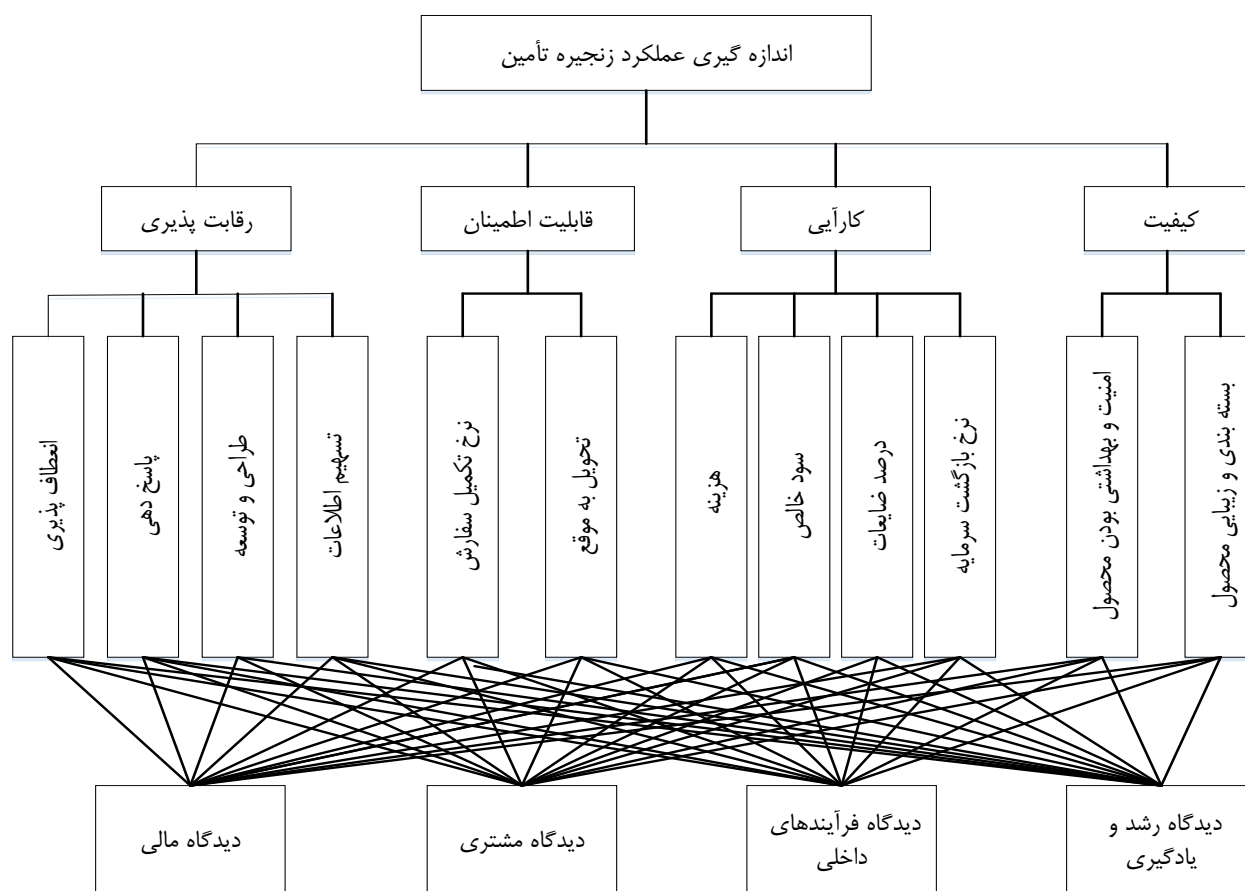 اندازه گیری عملکرد زنجیره تأمین
کیفیت
کارآیی
قابلیت اطمینان
رقابت پذیری
بسته بندی و زیبایی محصول
امنیت و بهداشتی بودن محصول
نرخ بازگشت سرمایه
درصد ضایعات
سود خالص
هزینه
تحویل به موقع
نرخ تکمیل سفارش
تسهیم اطلاعات
طراحی و توسعه
پاسخ دهی
انعطاف پذیری
دیدگاه رشد و
یادگیری
دیدگاه فرآیندهای
داخلی
دیدگاه مشتری
دیدگاه مالی